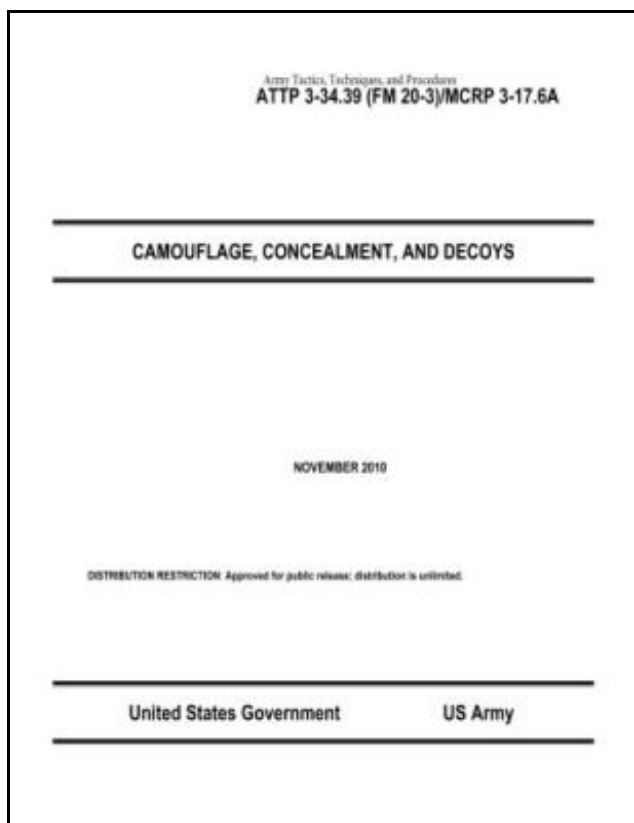 Army Tactics, Techniques, and Procedures
ATTP 3-34.39 (FM 20-3)/MCRP 3-17.6A
CAMOUFLAGE, CONCEALMENT, AND DECOYS
NOVEMBER 2010
DISTRIBUTION RESTRICTION: Approved for public release; distribution is unlimited.
United States Government US Army